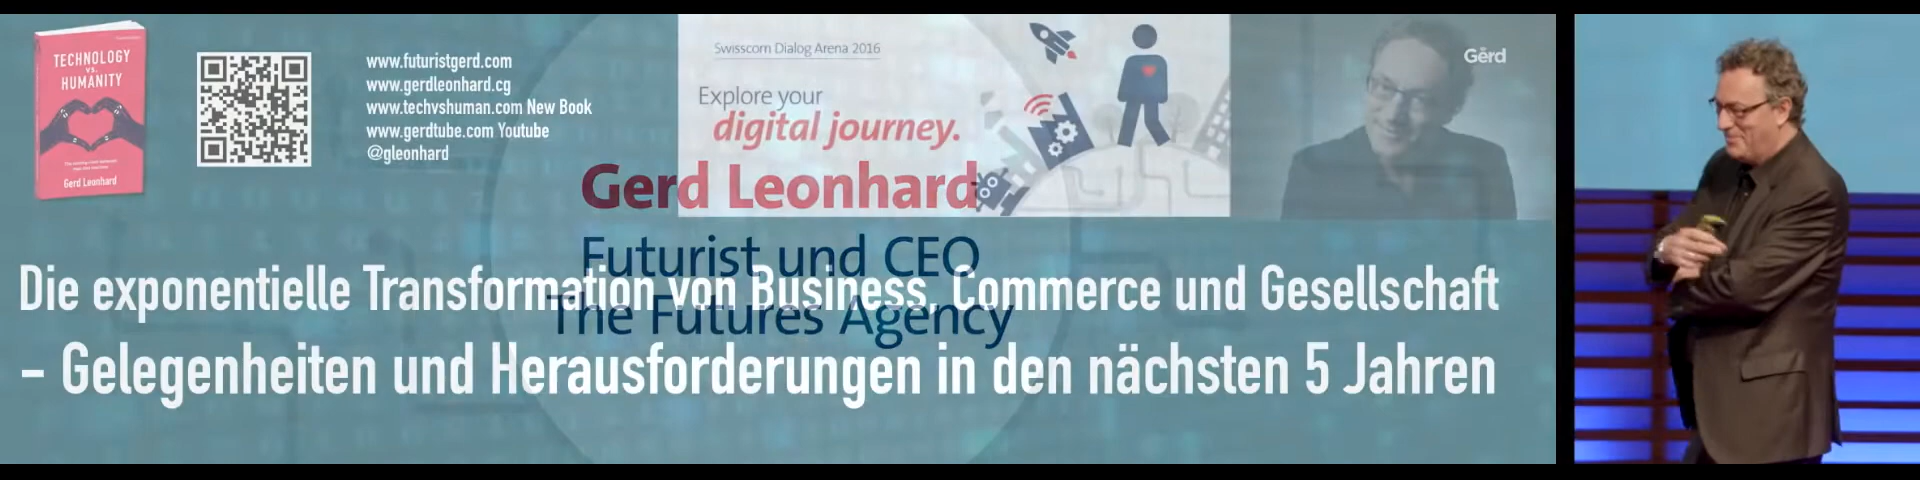 TECHNOLOGY
VS.
HUMANITY
Gerd Leonhard
www.futuristgerd.com
www.gerdleonhard.cg
www.techvshuman.com New Book
www.gerdtube.com Youtube
@gleonhard
Swisscom Dialog Arena 2016
Explore your
digital journey.
Gerd
Gerd Leonhard
Futurist und CEO
The Futures Agency
Die exponentielle Transformation von Business, Commerce und Gesellschaft
– Gelegenheiten und Herausforderungen in den nächsten 5 Jahren